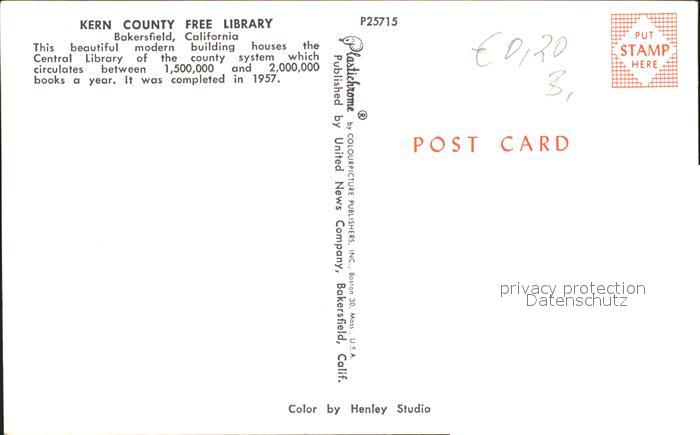 KERN COUNTY FREE LIBRARY
Bakersfield, California
This beautiful modern building houses the
Central Library of the county system which
circulates between 1,500,000 and 2,000,000
books a year. It was completed in 1957.
P25715
Plastichrome®
by COLOURPICTURE PUBLISHERS, INC., Boston 30, Mass., U.S.A.
Published by United News Company, Bakersfield, Calif.
€ 0,20
PUT
STAMP
HERE
POST CARD
privacy protection
Datenschutz
Color by Henley Studio